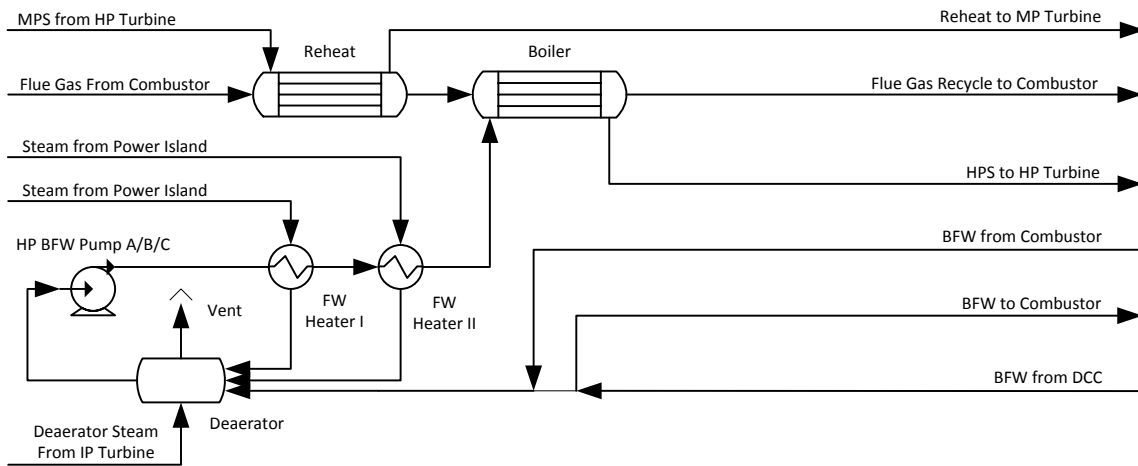 MPS from HP Turbine
Reheat to MP Turbine
Reheat
Boiler
Flue Gas From Combustor
Flue Gas Recycle to Combustor
Steam from Power Island
HPS to HP Turbine
Steam from Power Island
HP BFW Pump A/B/C
BFW from Combustor
Vent
FW
Heater I
FW
Heater II
BFW to Combustor
BFW from DCC
Deaerator
Deaerator Steam
From IP Turbine